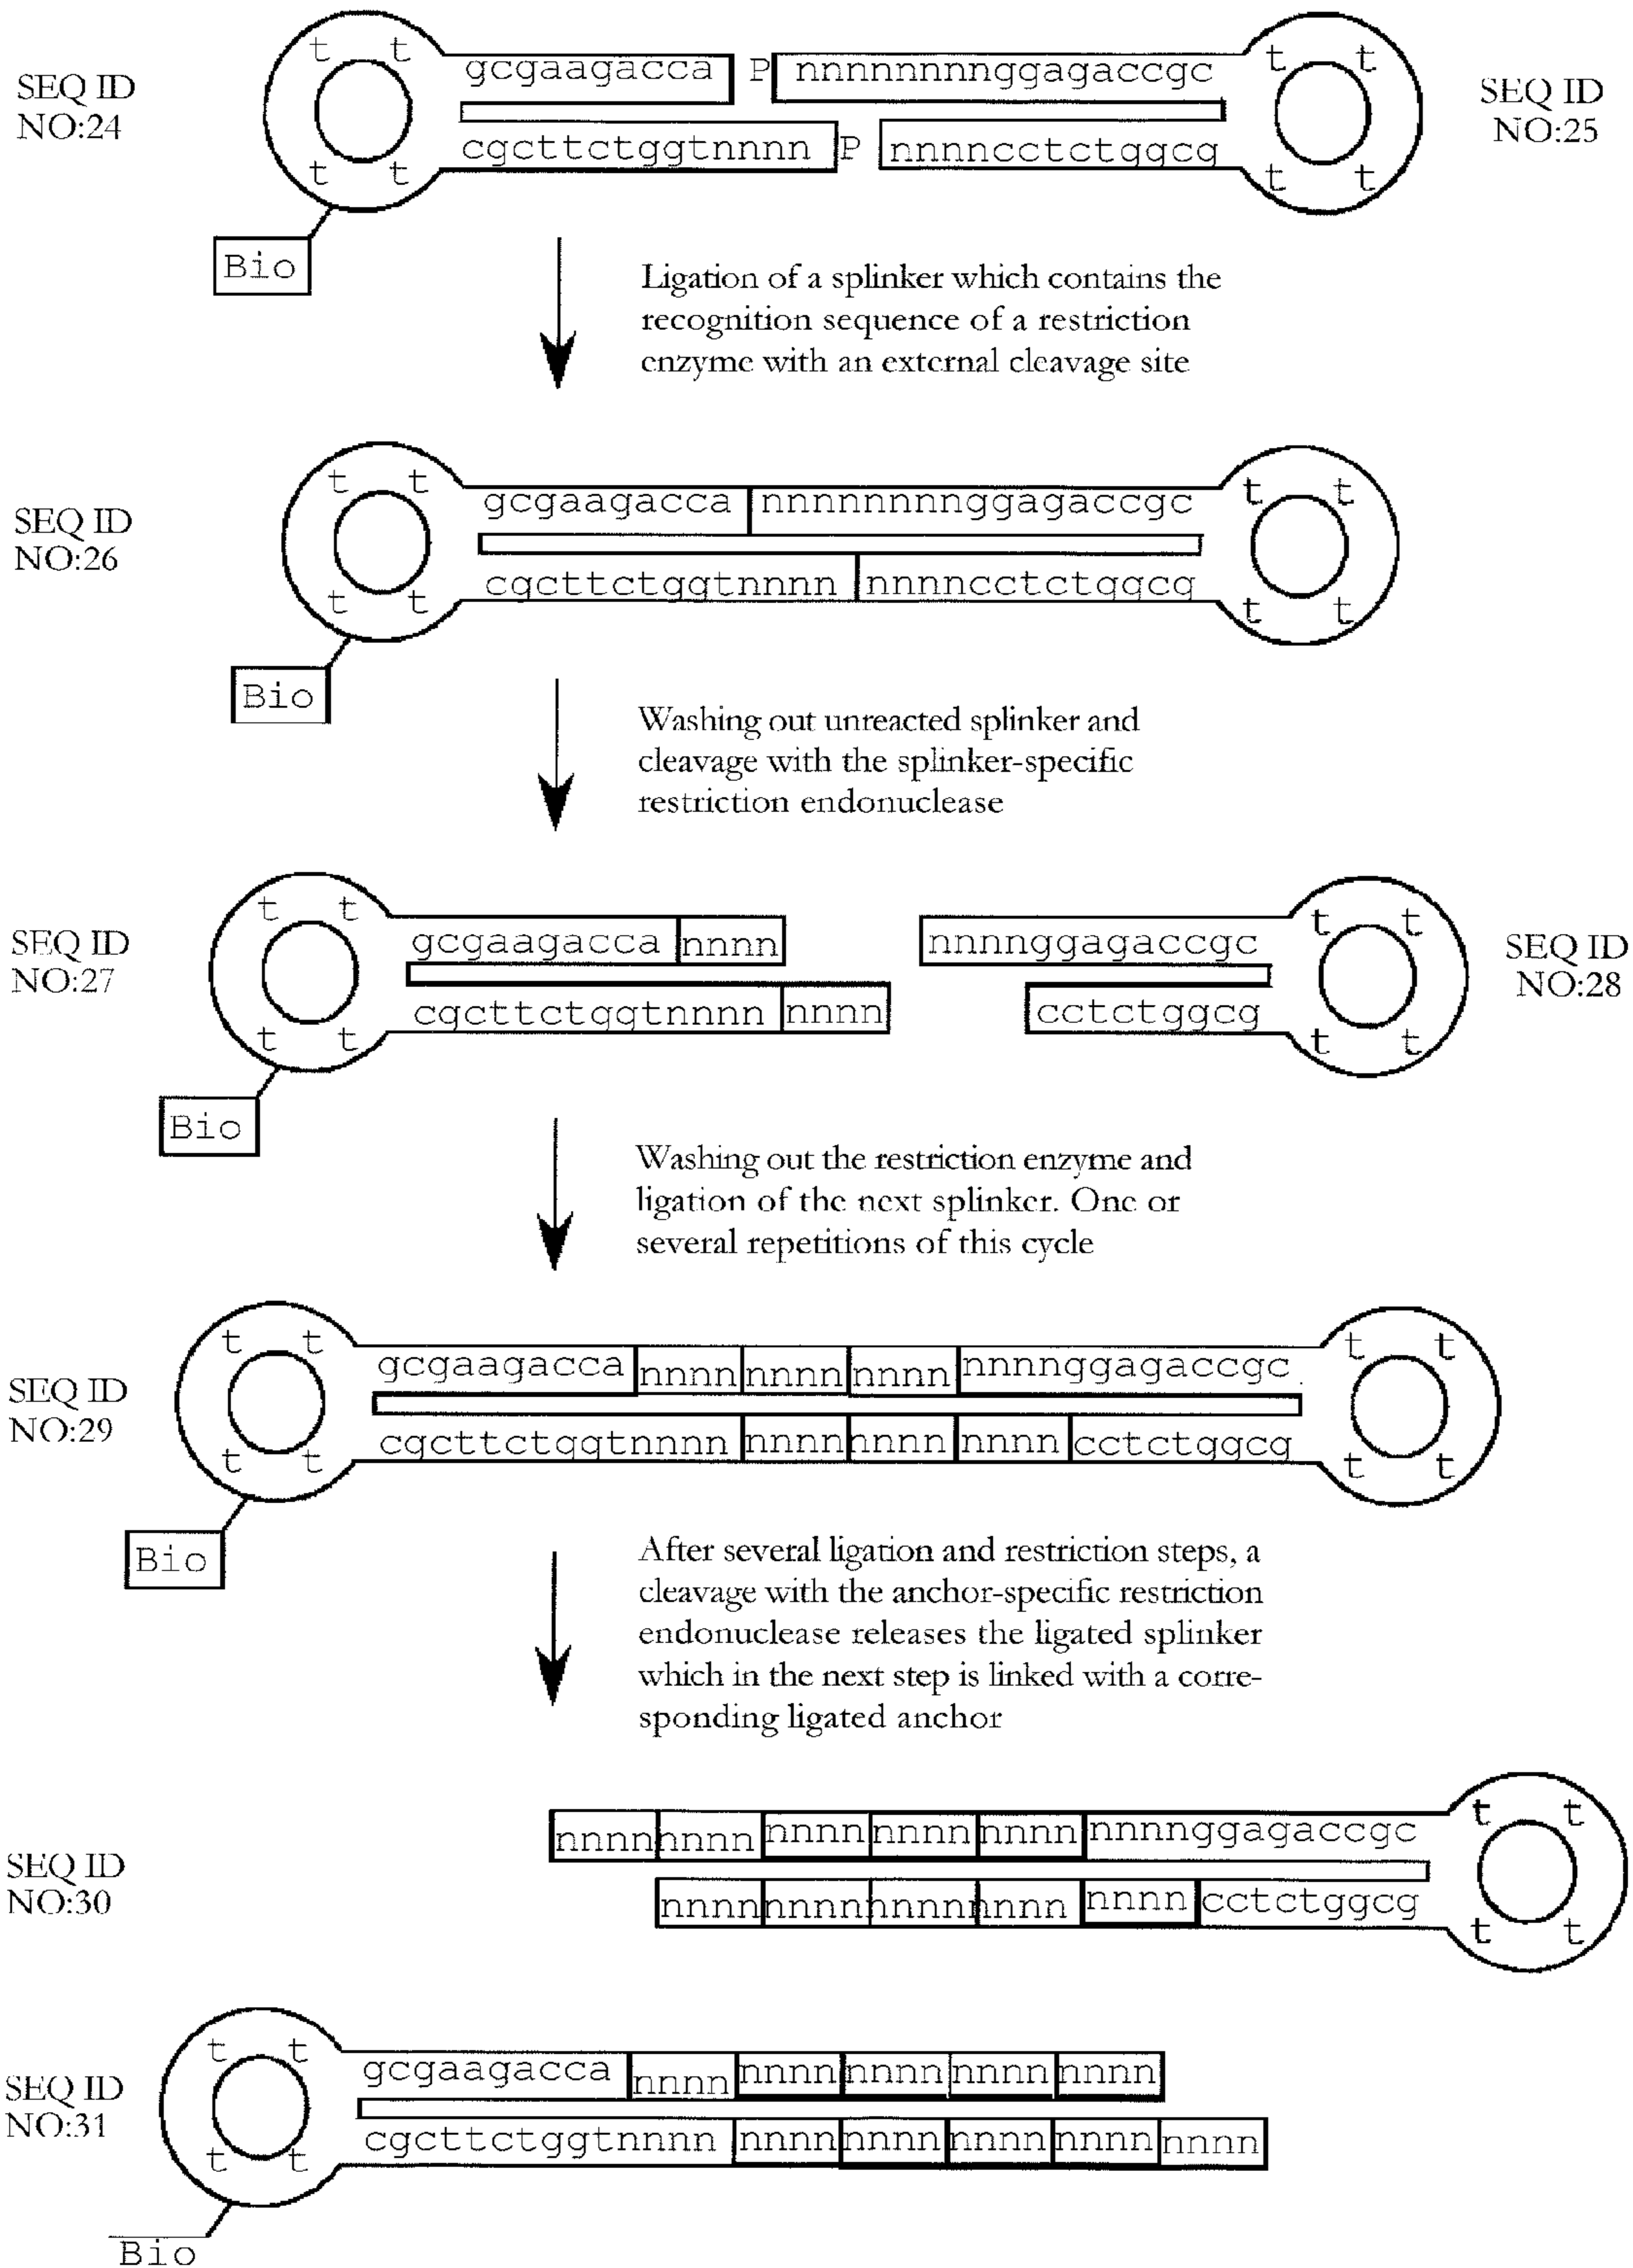 t t gcgaagacca P nnnnnnnnggagaccgc t t
SEQ ID
NO:24
SEQ ID
NO:25
t t cgcttctggtnnnn P nnnncctctggcg t t
Bio
Ligation of a splinker which contains the
recognition sequence of a restriction
enzyme with an external cleavage site
t t gcgaagacca nnnnnnnnggagaccgc t t
SEQ ID
NO:26
t t cgcttctggtnnnn nnnncctctggcg t t
Bio
Washing out unreacted splinker and
cleavage with the splinker-specific
restriction endonuclease
t t gcgaagacca nnnn nnnnggagaccgc t t
SEQ ID
NO:27
SEQ ID
NO:28
t t cgcttctggtnnnn nnnn cctctggcg t t
Bio
Washing out the restriction enzyme and
ligation of the next splinker. One or
several repetitions of this cycle
t t gcgaagacca nnnn nnnn nnnn nnnnggagaccgc t t
SEQ ID
NO:29
t t cgcttctggtnnnn nnnn nnnn nnnn cctctggcg t t
Bio
After several ligation and restriction steps, a
cleavage with the anchor-specific restriction
endonuclease releases the ligated splinker
which in the next step is linked with a corre-
sponding ligated anchor
nnnn nnnn nnnn nnnn nnnn nnnnggagaccgc t t
SEQ ID
NO:30
nnnn nnnn nnnn nnnn nnnn cctctggcg t t
t t gcgaagacca nnnn nnnn nnnn nnnn nnnn
SEQ ID
NO:31
t t cgcttctggtnnnn nnnn nnnn nnnn nnnn nnnn
Bio